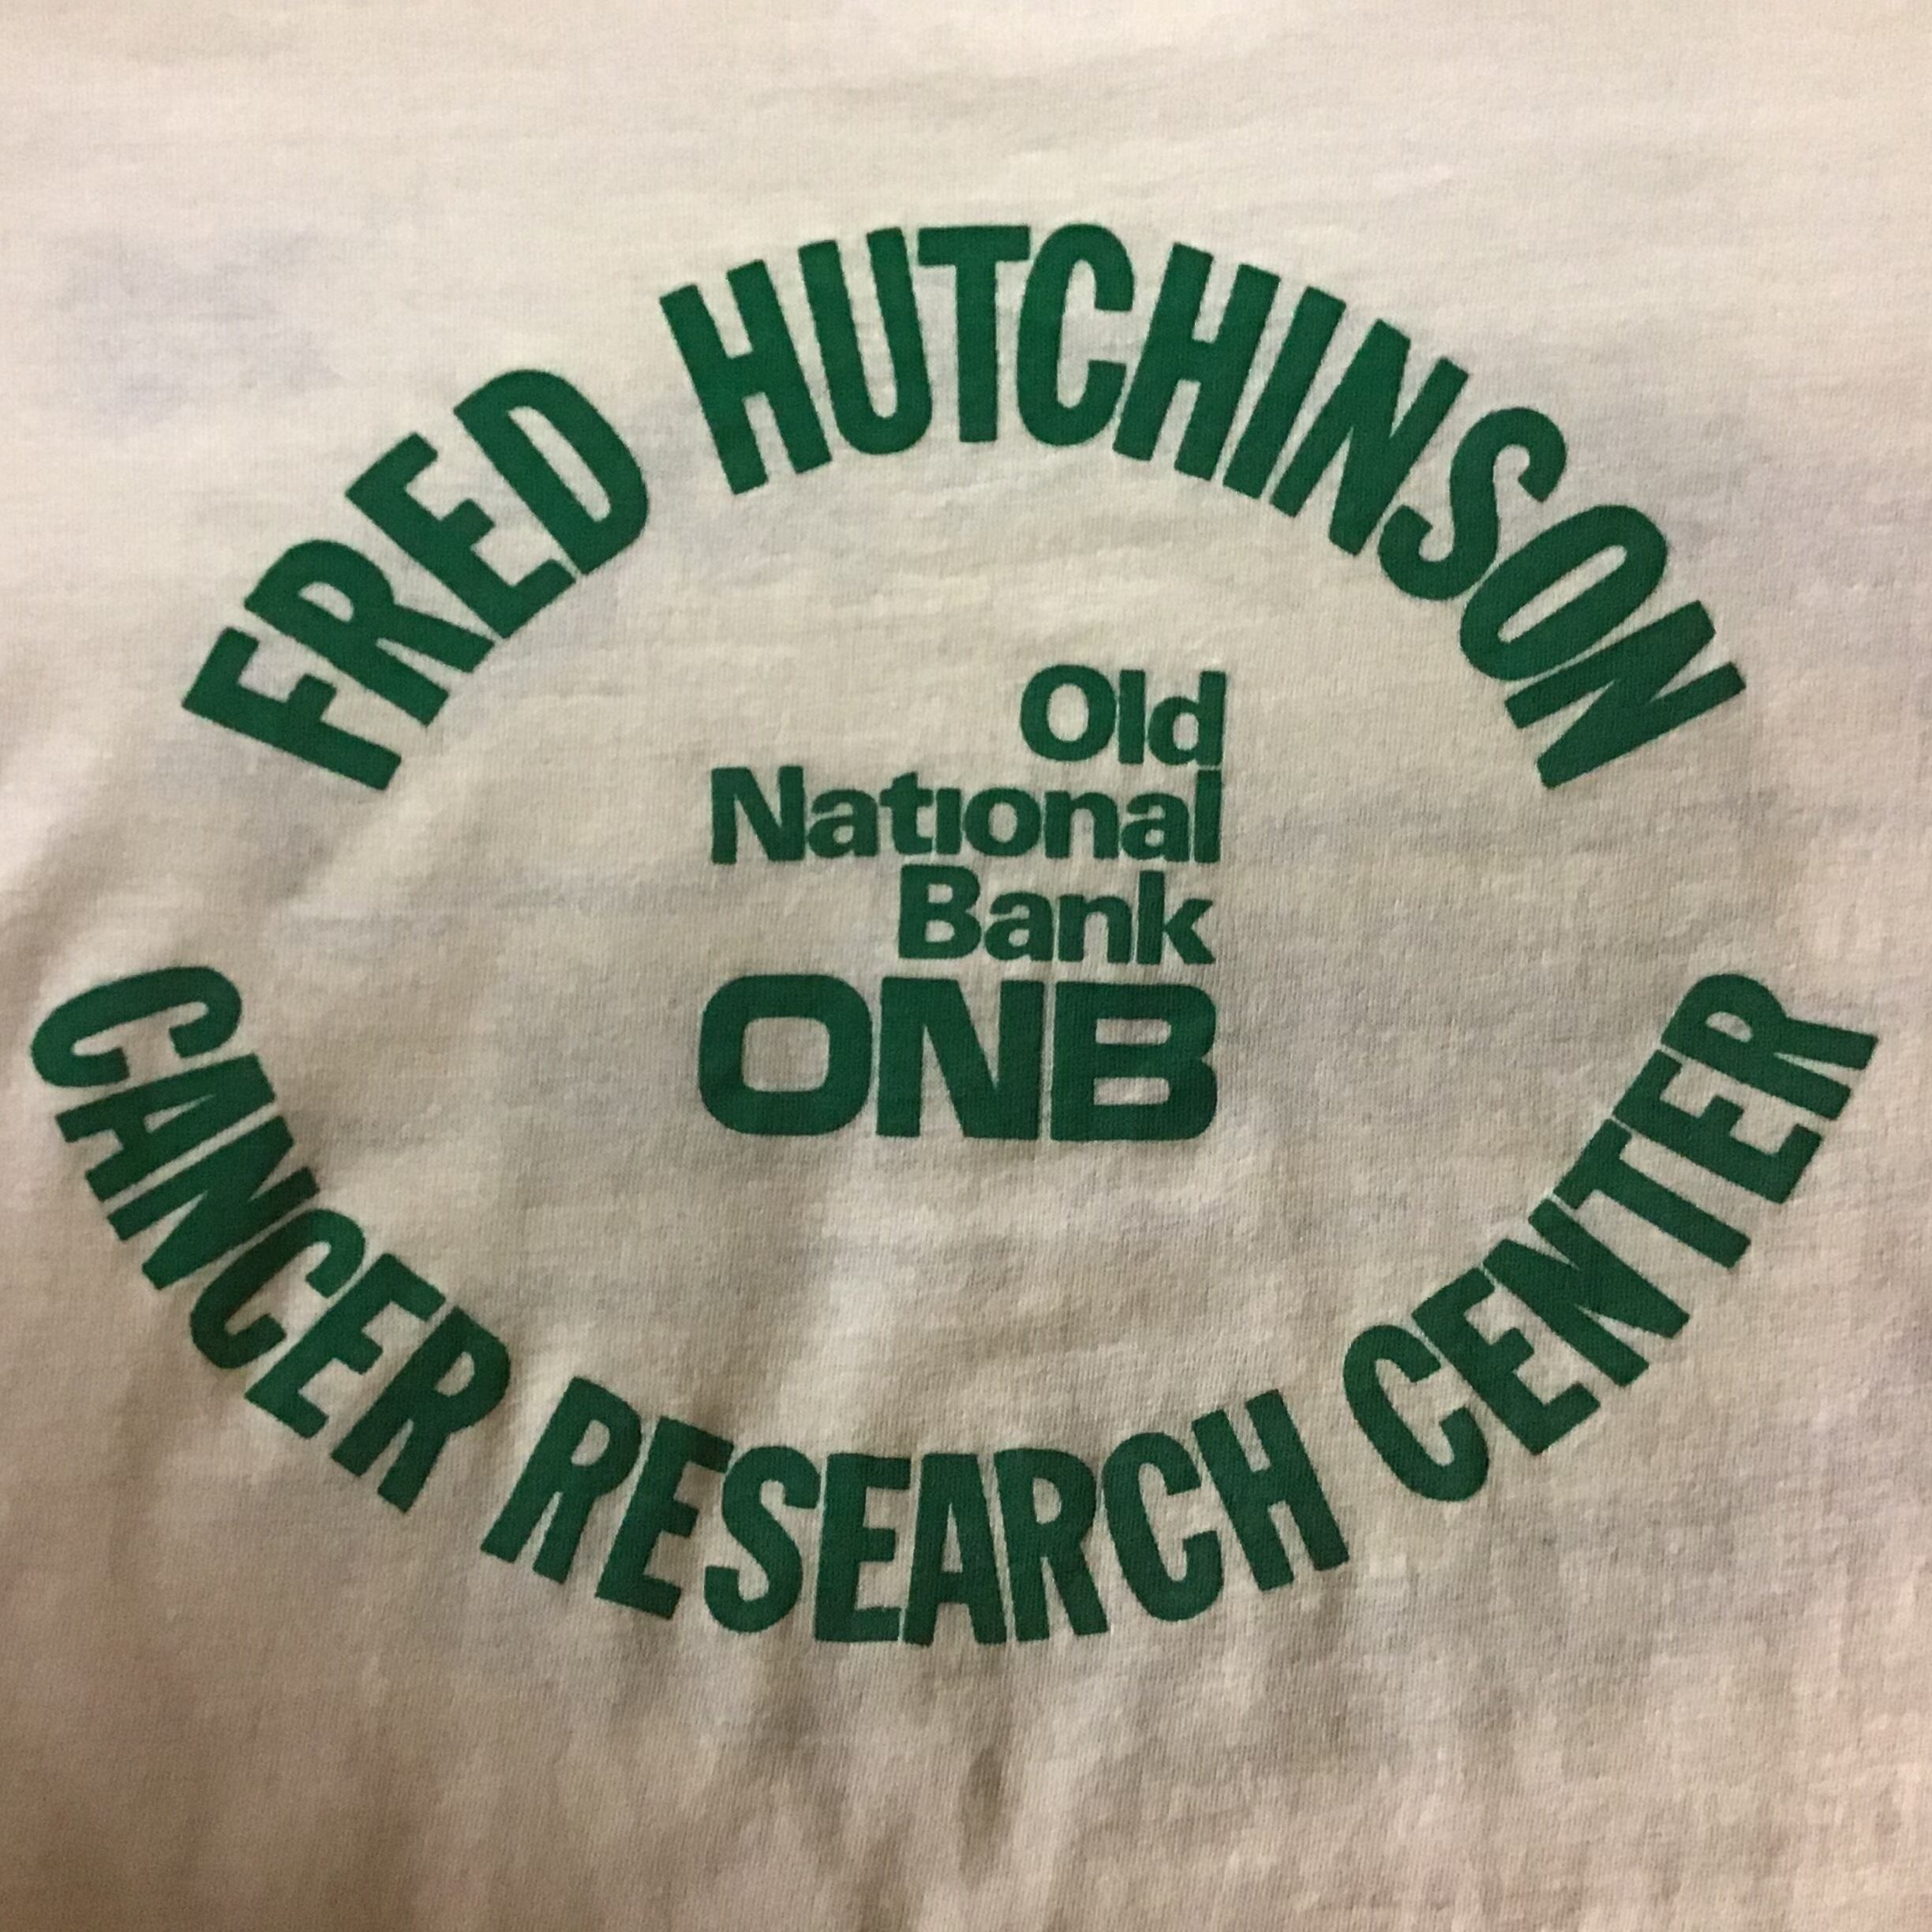 FRED HUTCHINSON
Old
National
Bank
ONB
CANCER RESEARCH CENTER